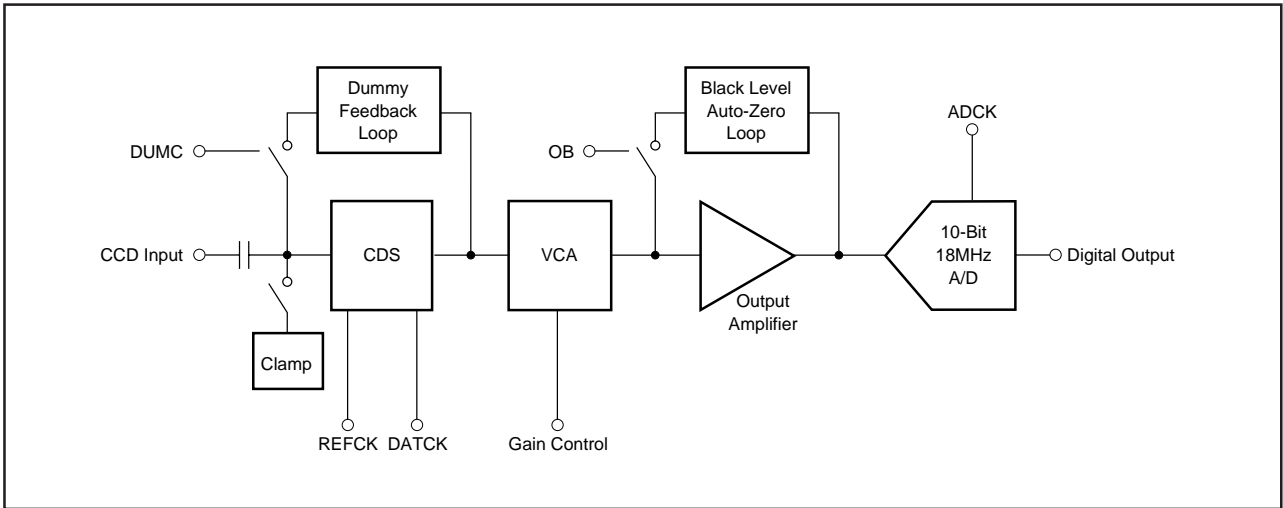 Dummy
Feedback
Loop
Black Level
Auto-Zero
Loop
ADCK
DUMC
OB
CCD Input
CDS
VCA
10-Bit
18MHz
A/D
Digital Output
Output
Amplifier
Clamp
REFCK
DATCK
Gain Control